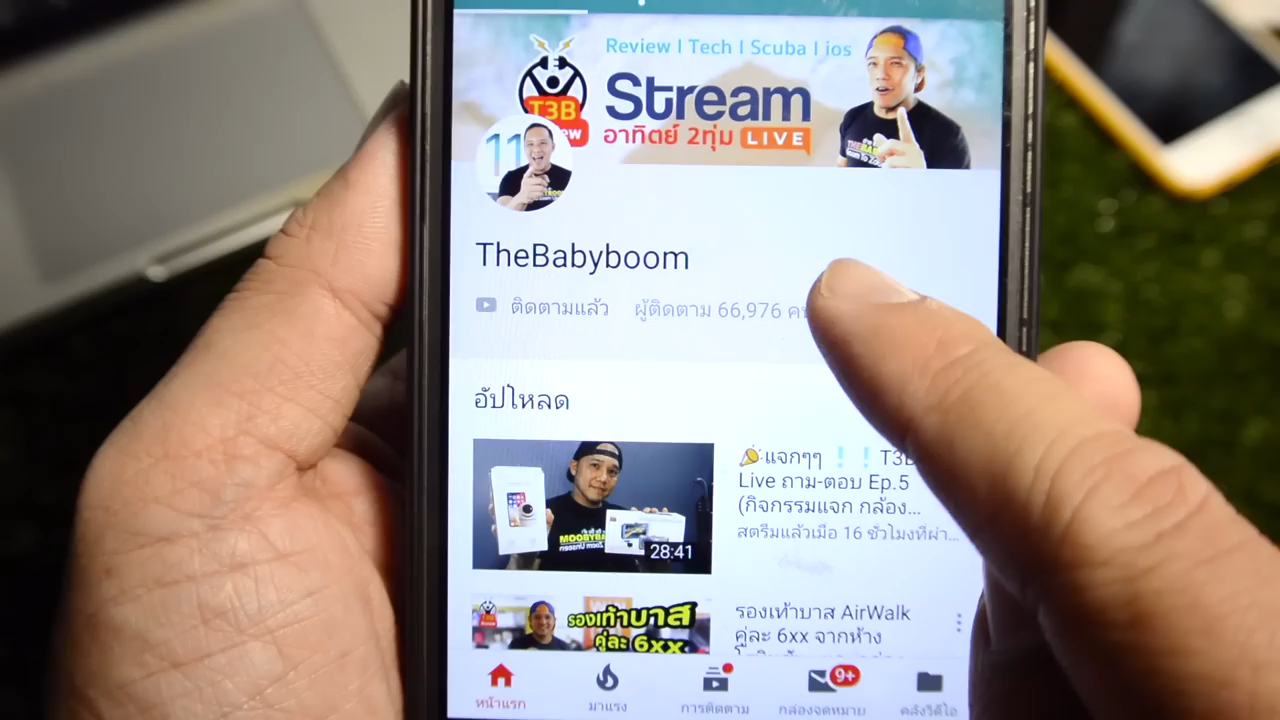 Review | Tech | Scuba | ios
T3B
Stream
อาทิตย์ 2ทุ่ม LIVE
11
TheBabyboom
ติดตามแล้ว ผู้ติดตาม 66,976
อัปโหลด
แจกๆๆ ❕❕ T3B
Live ถาม-ตอบ Ep.5
(กิจกรรมแจก กล้อง...
สตรีมแล้วเมื่อ 16 ชั่วโมงที่ผ่า...
28:41
รองเท้าบาส
คู่ละ 6xx
รองเท้าบาส AirWalk
คู่ละ 6xx จากห้าง
9+
หน้าแรก มาแรง การติดตาม กล่องจดหมาย คลังวิดีโอ